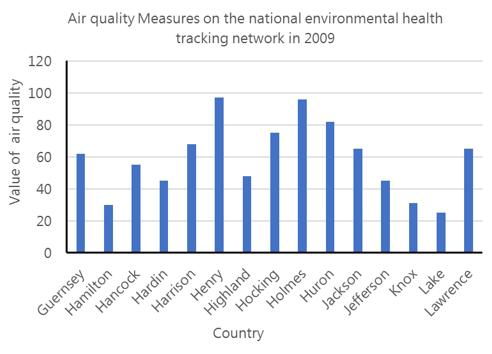 Air quality Measures on the national environmental health
tracking network in 2009
Value of air quality
120
100
80
60
40
20
0
Guernsey
Hamilton
Hancock
Hardin
Harrison
Henry
Highland
Hocking
Holmes
Huron
Jackson
Jefferson
Knox
Lake
Lawrence
Country